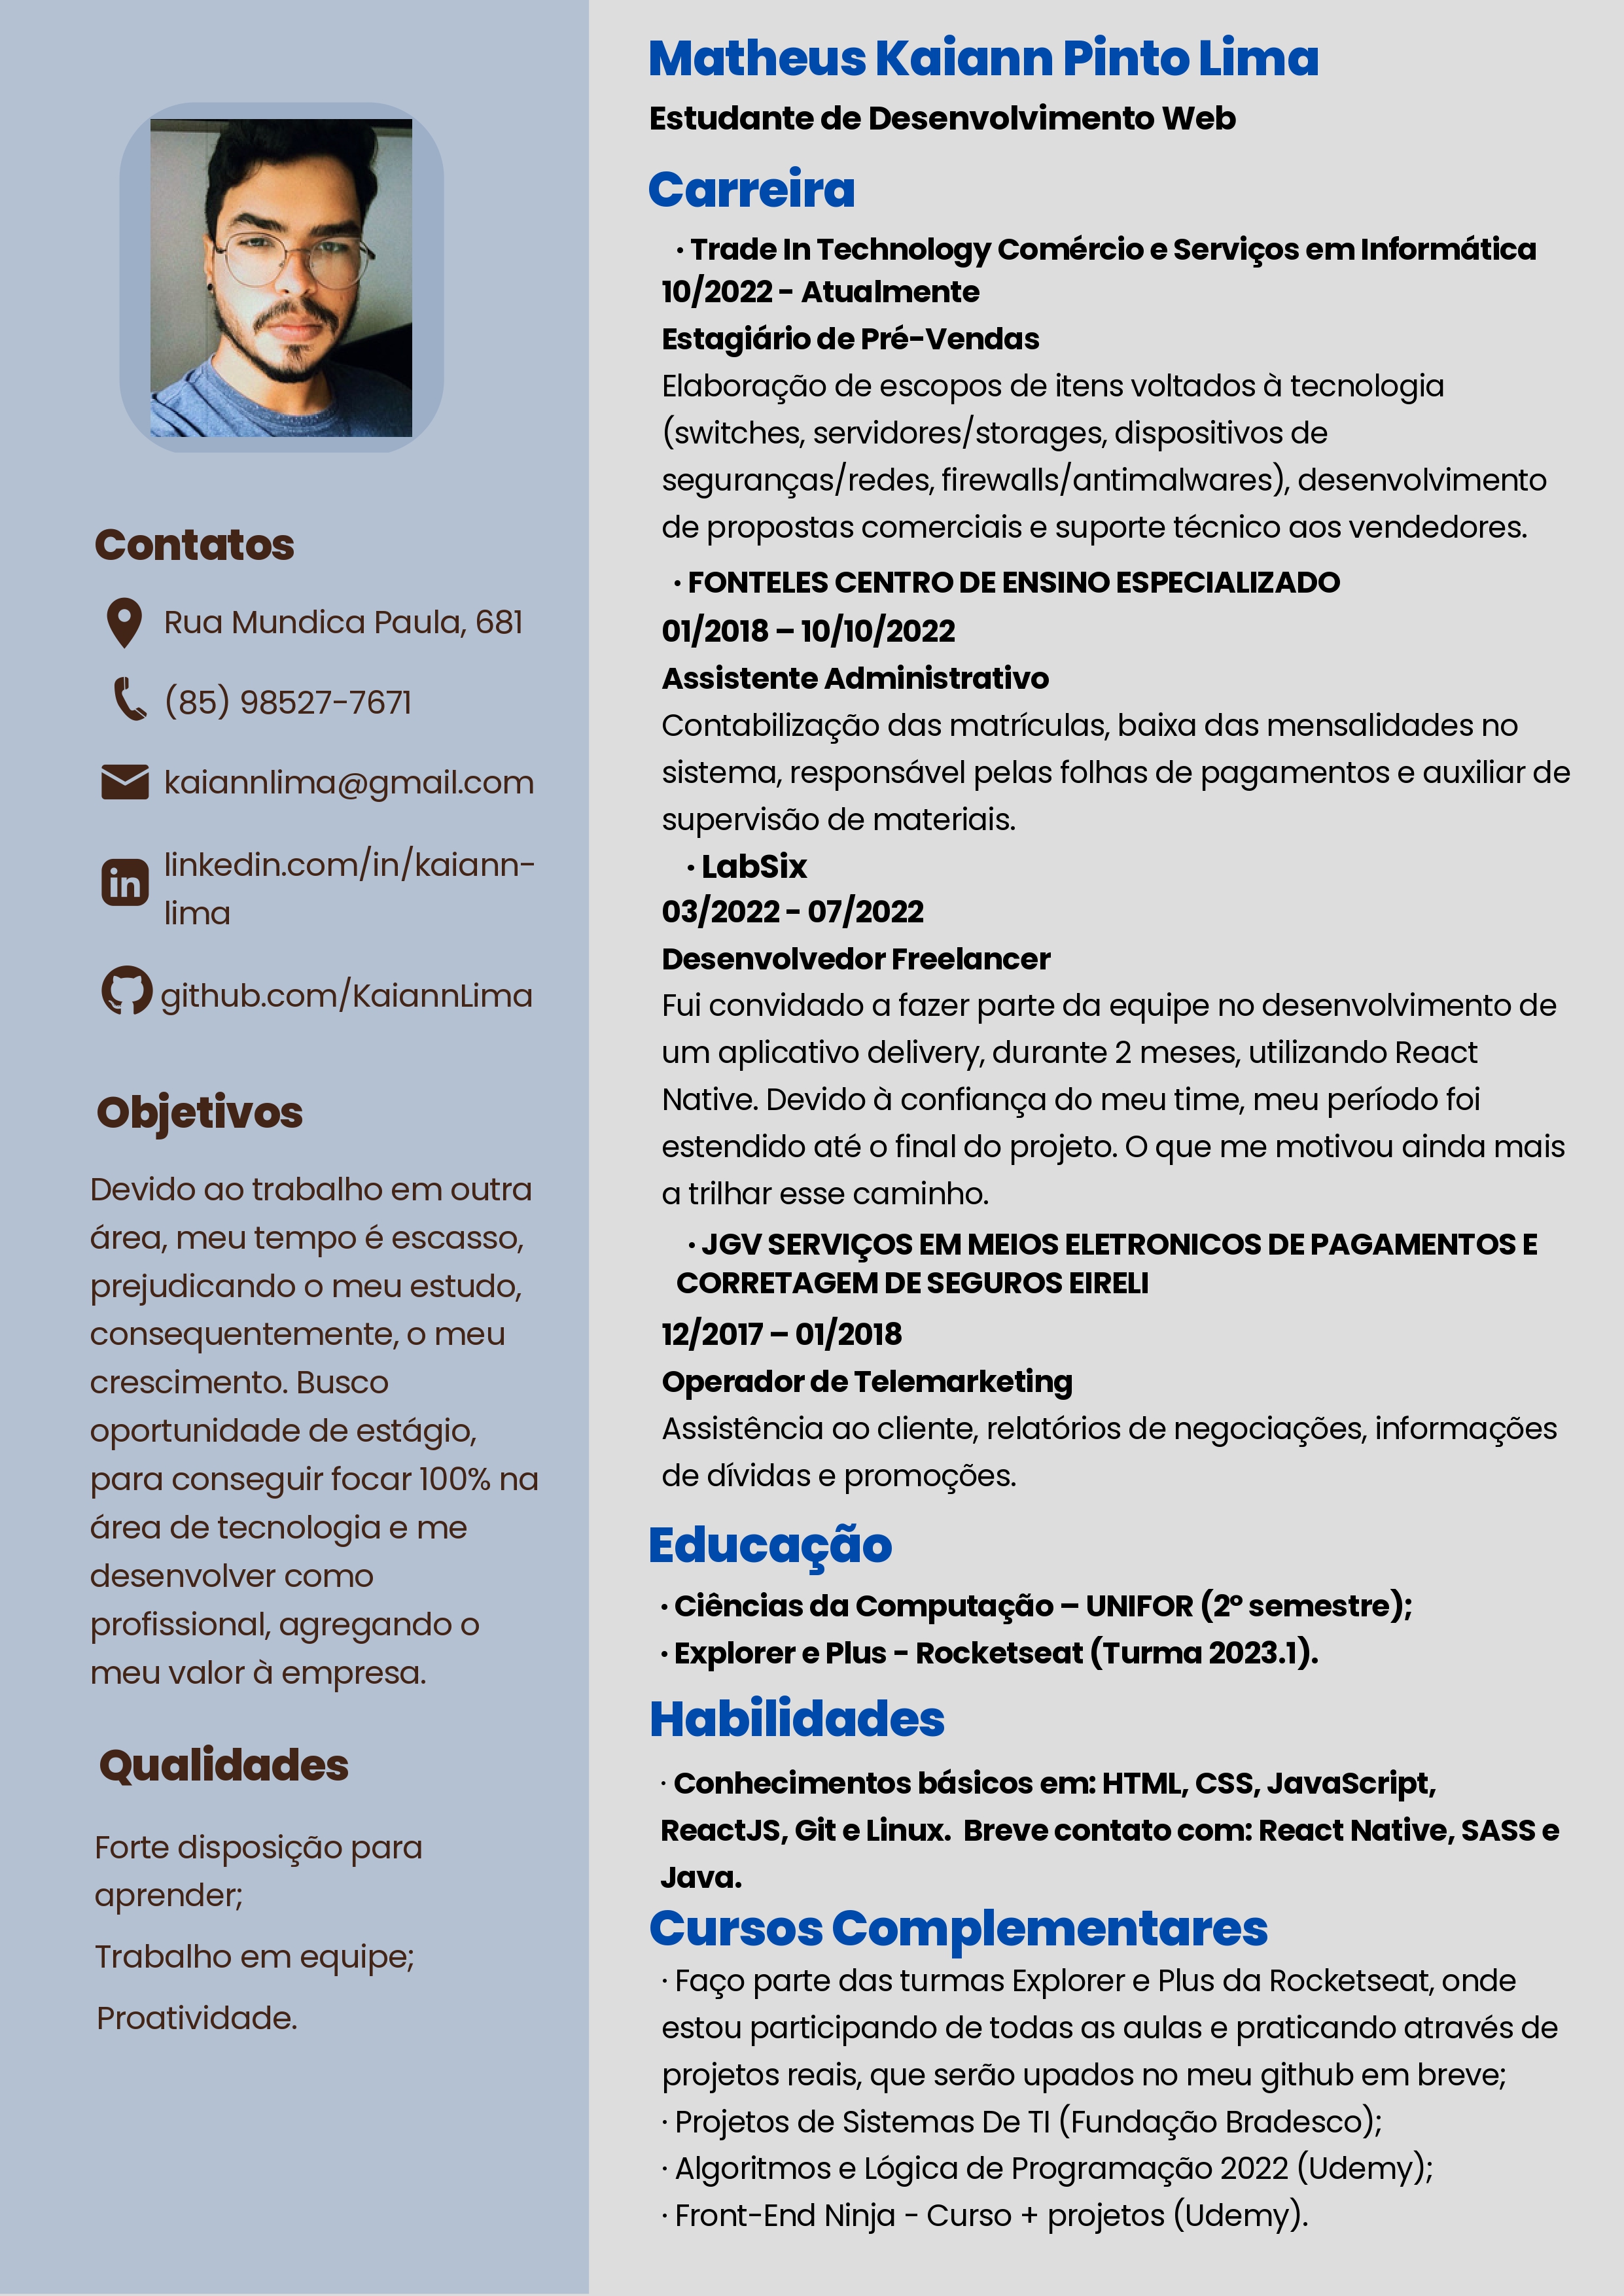 Contatos
Rua Mundica Paula, 681
(85) 98527-7671
kaiannlima@gmail.com
linkedin.com/in/kaiann-
lima
github.com/KaiannLima
Objetivos
Devido ao trabalho em outra
área, meu tempo é escasso,
prejudicando o meu estudo,
consequentemente, o meu
crescimento. Busco
oportunidade de estágio,
para conseguir focar 100% na
área de tecnologia e me
desenvolver como
profissional, agregando o
meu valor à empresa.
Qualidades
Forte disposição para
aprender;
Trabalho em equipe;
Proatividade.
Matheus Kaiann Pinto Lima
Estudante de Desenvolvimento Web
Carreira
· Trade In Technology Comércio e Serviços em Informática
10/2022 - Atualmente
Estagiário de Pré-Vendas
Elaboração de escopos de itens voltados à tecnologia
(switches, servidores/storages, dispositivos de
seguranças/redes, firewalls/antimalwares), desenvolvimento
de propostas comerciais e suporte técnico aos vendedores.
· FONTELES CENTRO DE ENSINO ESPECIALIZADO
01/2018 – 10/10/2022
Assistente Administrativo
Contabilização das matrículas, baixa das mensalidades no
sistema, responsável pelas folhas de pagamentos e auxiliar de
supervisão de materiais.
· LabSix
03/2022 - 07/2022
Desenvolvedor Freelancer
Fui convidado a fazer parte da equipe no desenvolvimento de
um aplicativo delivery, durante 2 meses, utilizando React
Native. Devido à confiança do meu time, meu período foi
estendido até o final do projeto. O que me motivou ainda mais
a trilhar esse caminho.
· JGV SERVIÇOS EM MEIOS ELETRONICOS DE PAGAMENTOS E
CORRETAGEM DE SEGUROS EIRELI
12/2017 – 01/2018
Operador de Telemarketing
Assistência ao cliente, relatórios de negociações, informações
de dívidas e promoções.
Educação
· Ciências da Computação – UNIFOR (2º semestre);
· Explorer e Plus - Rocketseat (Turma 2023.1).
Habilidades
· Conhecimentos básicos em: HTML, CSS, JavaScript,
ReactJS, Git e Linux.  Breve contato com: React Native, SASS e
Java.
Cursos Complementares
· Faço parte das turmas Explorer e Plus da Rocketseat, onde
estou participando de todas as aulas e praticando através de
projetos reais, que serão upados no meu github em breve;
· Projetos de Sistemas De TI (Fundação Bradesco);
· Algoritmos e Lógica de Programação 2022 (Udemy);
· Front-End Ninja - Curso + projetos (Udemy).